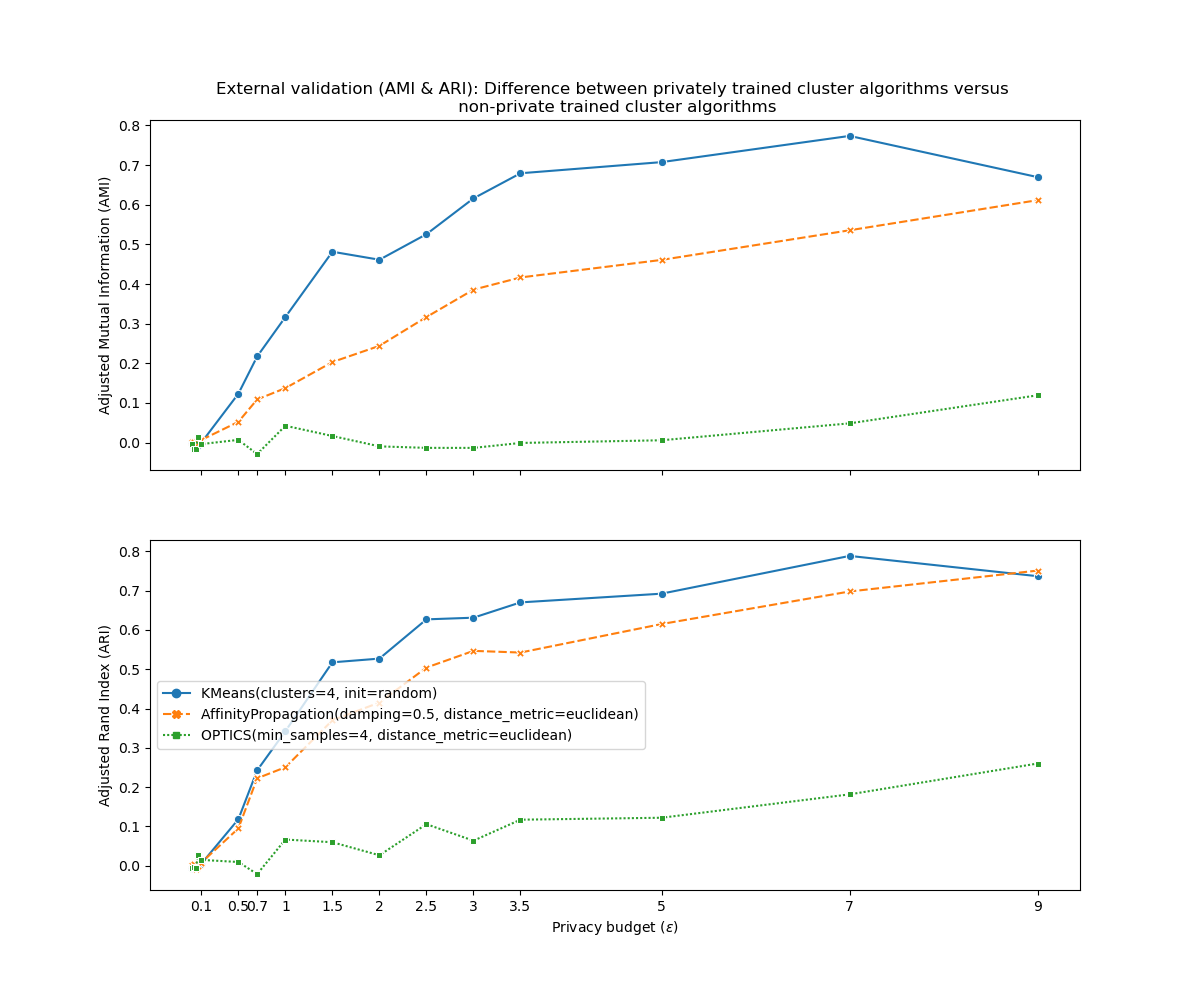 External validation (AMI & ARI): Difference between privately trained cluster algorithms versus
non-private trained cluster algorithms
0.8
0.7
0.6
0.5
0.4
0.3
0.2
0.1
0.0
Adjusted Mutual Information (AMI)
0.8
0.7
0.6
0.5
0.4
0.3
0.2
0.1
0.0
Adjusted Rand Index (ARI)
KMeans(clusters=4, init=random)
AffinityPropagation(damping=0.5, distance_metric=euclidean)
OPTICS(min_samples=4, distance_metric=euclidean)
0.1 0.5 0.7 1 1.5 2 2.5 3 3.5 5 7 9
Privacy budget (ε)